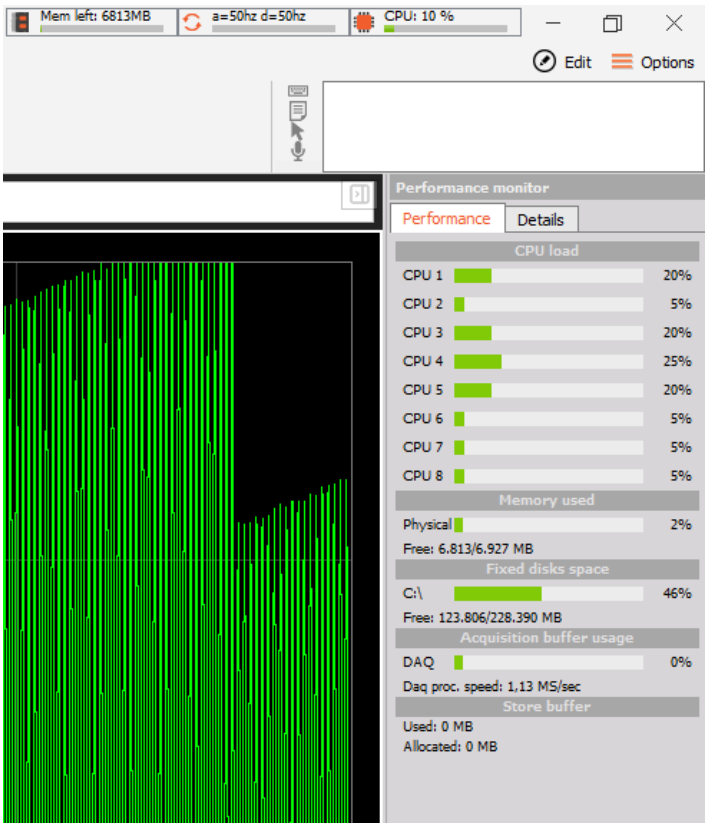 Mem left: 6813MB
a=50hz d=50hz
CPU: 10 %
Edit
Options
Performance monitor
Performance
Details
CPU load
CPU 1 20%
CPU 2 5%
CPU 3 20%
CPU 4 25%
CPU 5 20%
CPU 6 5%
CPU 7 5%
CPU 8 5%
Memory used
Physical 2%
Free: 6.813/6.927 MB
Fixed disks space
C:\ 46%
Free: 123.806/228.390 MB
Acquisition buffer usage
DAQ 0%
Daq proc. speed: 1,13 MS/sec
Store buffer
Used: 0 MB
Allocated: 0 MB